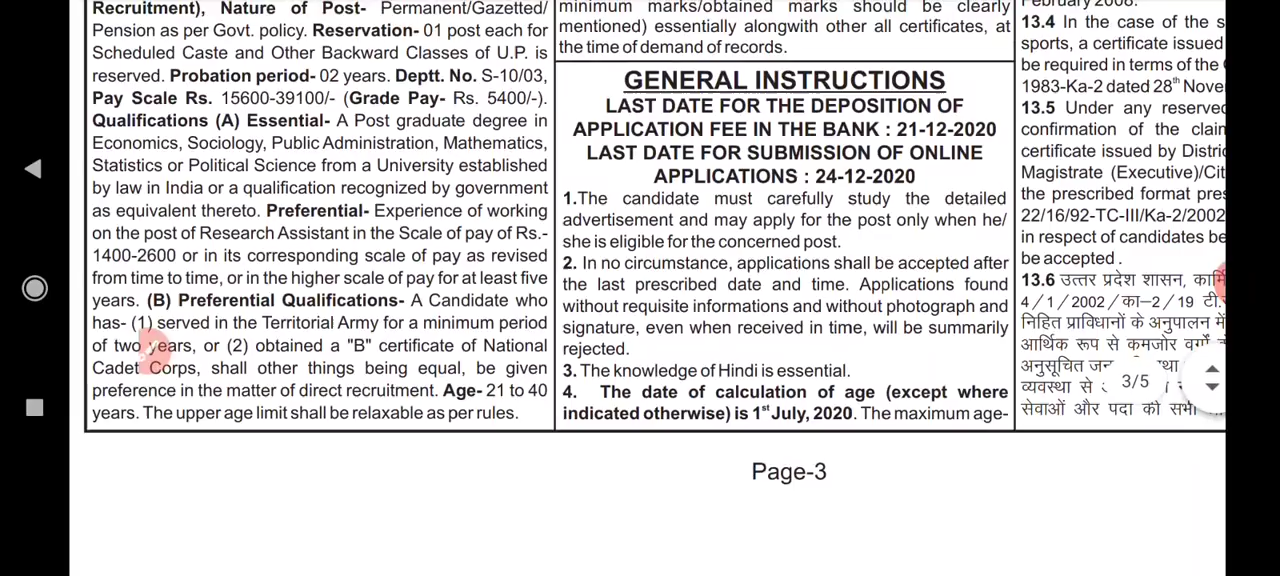 Recruitment), Nature of Post- Permanent/Gazetted/
Pension as per Govt. policy. Reservation- 01 post each for
Scheduled Caste and Other Backward Classes of U.P. is
reserved. Probation period- 02 years. Deptt. No. S-10/03,
Pay Scale Rs. 15600-39100/- (Grade Pay- Rs. 5400/-).
Qualifications (A) Essential- A Post graduate degree in
Economics, Sociology, Public Administration, Mathematics,
Statistics or Political Science from a University established
by law in India or a qualification recognized by government
as equivalent thereto. Preferential- Experience of working
on the post of Research Assistant in the Scale of pay of Rs.-
1400-2600 or in its corresponding scale of pay as revised
from time to time, or in the higher scale of pay for at least five
years. (B) Preferential Qualifications- A Candidate who
has- (1) served in the Territorial Army for a minimum period
of two years, or (2) obtained a "B" certificate of National
Cadet Corps, shall other things being equal, be given
preference in the matter of direct recruitment. Age- 21 to 40
years. The upper age limit shall be relaxable as per rules.
minimum marks/obtained marks should be clearly
mentioned) essentially alongwith other all certificates, at
the time of demand of records.
GENERAL INSTRUCTIONS
LAST DATE FOR THE DEPOSITION OF
APPLICATION FEE IN THE BANK : 21-12-2020
LAST DATE FOR SUBMISSION OF ONLINE
APPLICATIONS : 24-12-2020
1.The candidate must carefully study the detailed
advertisement and may apply for the post only when he/
she is eligible for the concerned post.
2. In no circumstance, applications shall be accepted after
the last prescribed date and time. Applications found
without requisite informations and without photograph and
signature, even when received in time, will be summarily
rejected.
3. The knowledge of Hindi is essential.
4. The date of calculation of age (except where
indicated otherwise) is 1st July, 2020. The maximum age-
February 2008.
13.4 In the case of the s
sports, a certificate issued
be required in terms of the
1983-Ka-2 dated 28th Nove
13.5 Under any reserve
confirmation of the clai
certificate issued by Distri
Magistrate (Executive)/Cit
the prescribed format pres
22/16/92-TC-III/Ka-2/2002
in respect of candidates be
be accepted .
13.6 उत्तर प्रदेश शासन, कार्मि
4/1/2002/का–2/19 टी.
निहित प्राविधानों के अनुपालन में
आर्थिक रूप से कमजोर वर्गों
अनुसूचित जन था
व्यवस्था से
सेवाओं और पदों की सभी
3/5
Page-3